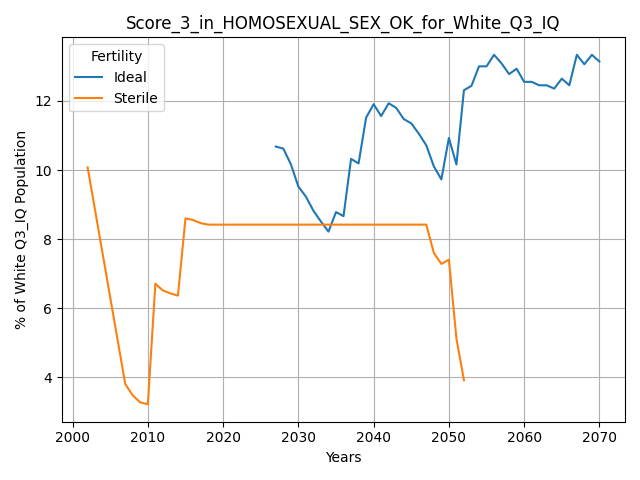 Score_3_in_HOMOSEXUAL_SEX_OK_for_White_Q3_IQ
Fertility
Ideal
Sterile
% of White Q3_IQ Population
12
10
8
6
4
2000 2010 2020 2030 2040 2050 2060 2070
Years